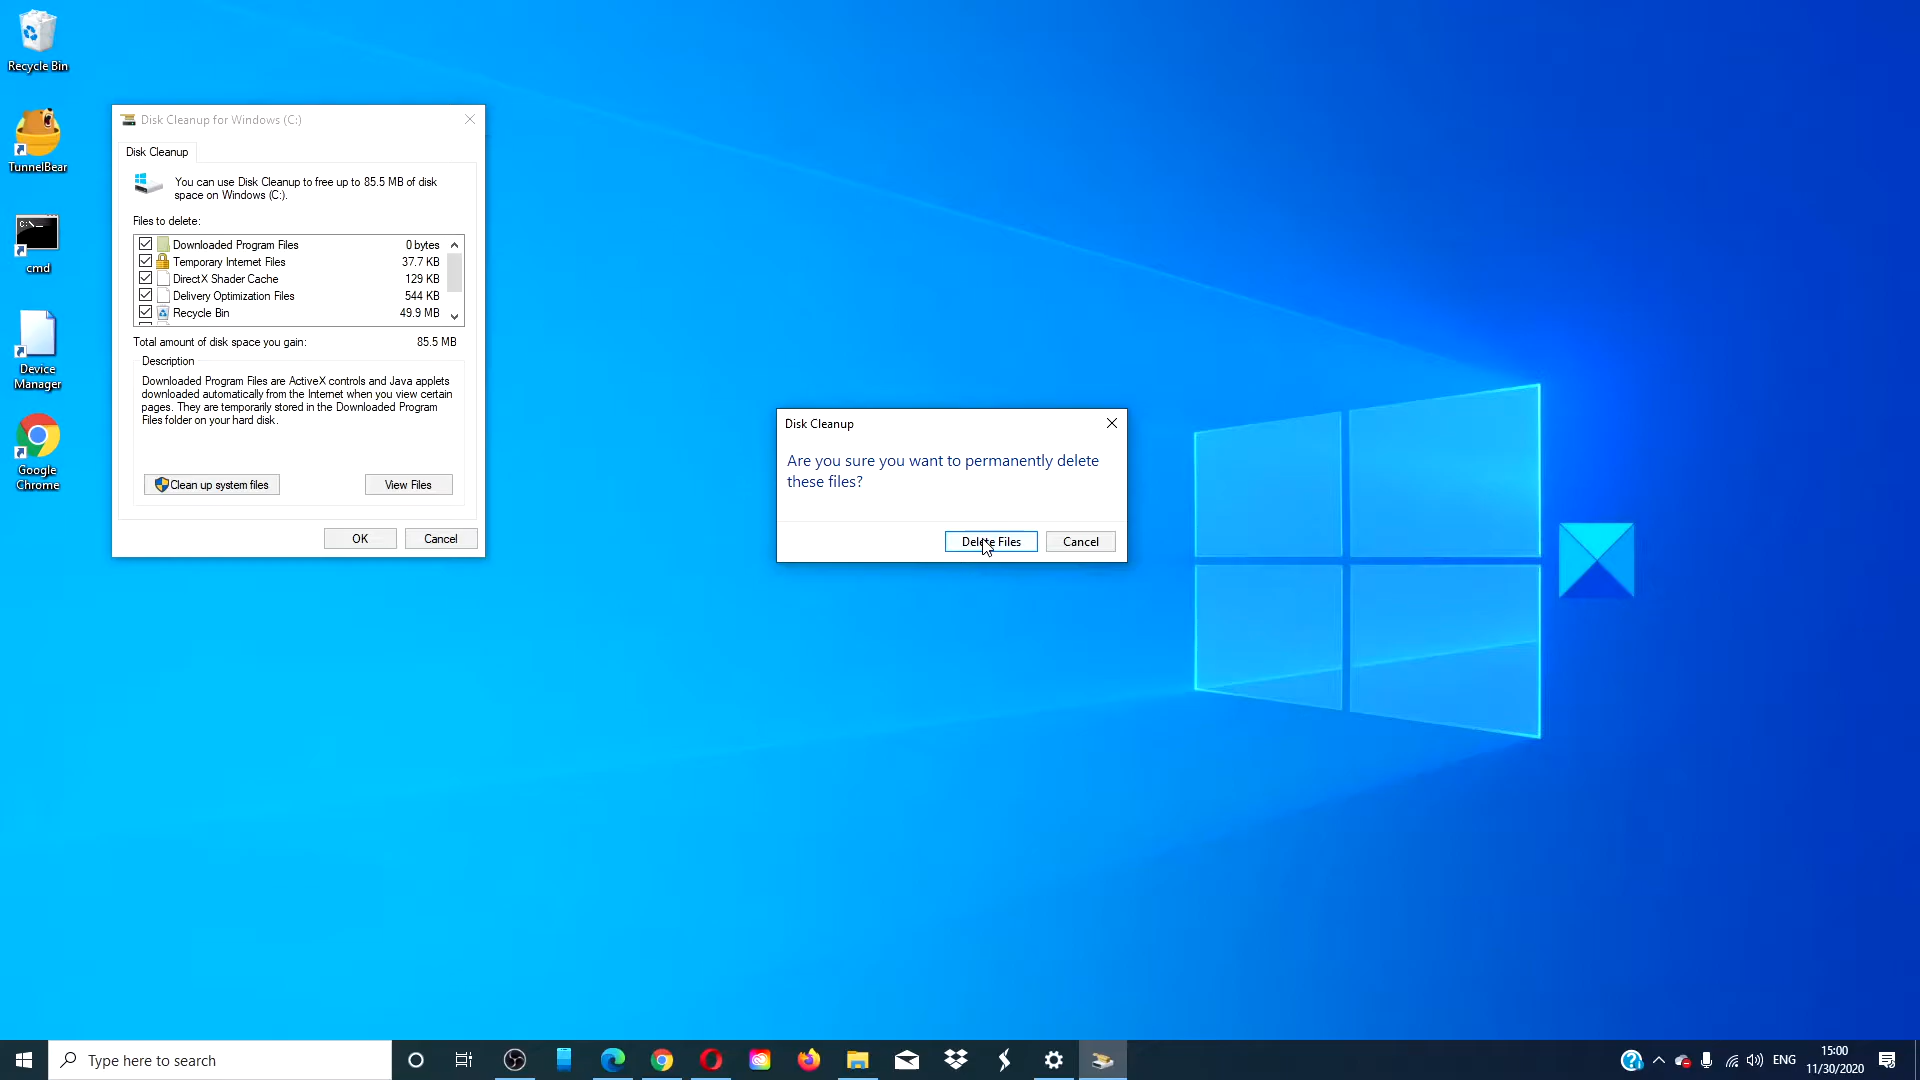 Recycle Bin
TunnelBear
C:\_
cmd
Device
Manager
Google
Chrome
Disk Cleanup for Windows (C:)
Disk Cleanup
You can use Disk Cleanup to free up to 85.5 MB of disk
space on Windows (C:).
Files to delete:
Downloaded Program Files 0 bytes
Temporary Internet Files 37.7 KB
DirectX Shader Cache 129 KB
Delivery Optimization Files 544 KB
Recycle Bin 49.9 MB
Total amount of disk space you gain: 85.5 MB
Description
Downloaded Program Files are ActiveX controls and Java applets
downloaded automatically from the Internet when you view certain
pages. They are temporarily stored in the Downloaded Program
Files folder on your hard disk.
Clean up system files
View Files
OK
Cancel
Disk Cleanup
Are you sure you want to permanently delete
these files?
Delete Files
Cancel
Type here to search
ENG
15:00
11/30/2020